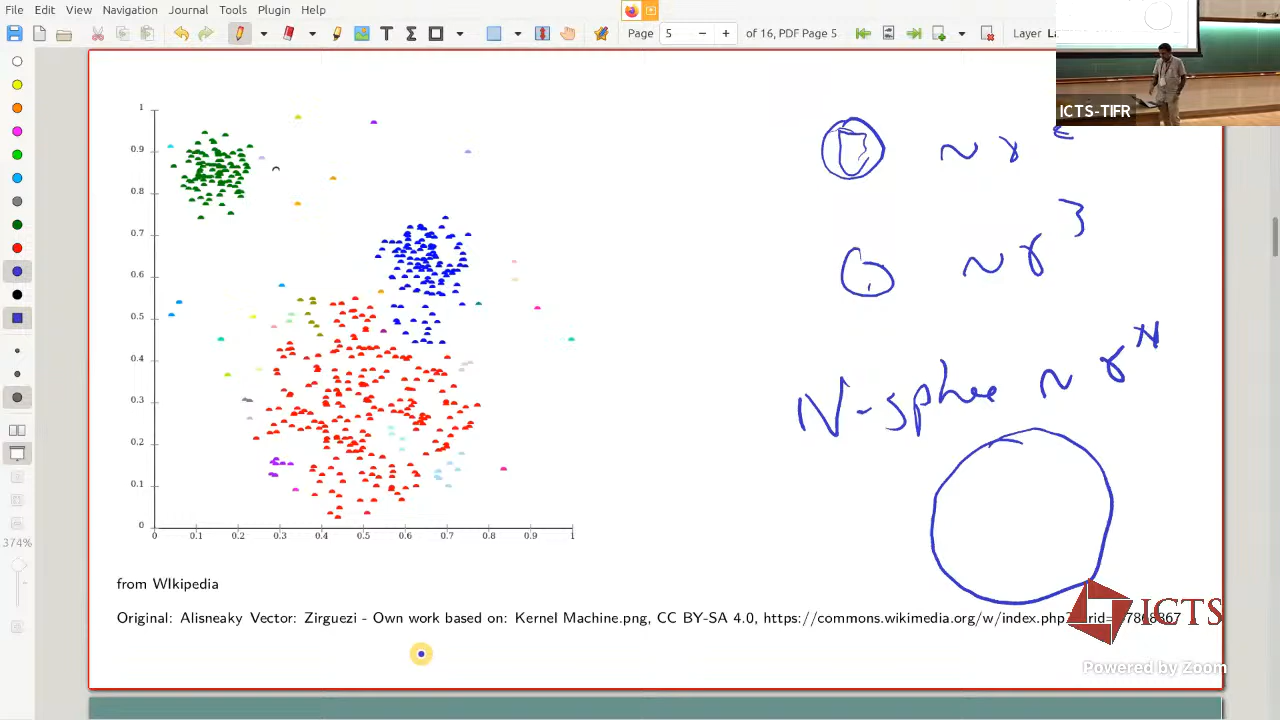 File Edit View Navigation Journal Tools Plugin Help
Page 5 of 16, PDF Page 5 Layer
ICTS-TIFR
1
0.9
0.8
0.7
0.6
0.5
0.4
0.3
0.2
0.1
0
0 0.1 0.2 0.3 0.4 0.5 0.6 0.7 0.8 0.9 1
~ r
~ r^3
N-sphere ~ r^N
374%
from WIkipedia
Original: Alisneaky Vector: Zirguezi - Own work based on: Kernel Machine.png, CC BY-SA 4.0, https://commons.wikimedia.org/w/index.php?
ICTS
Powered by Zoom